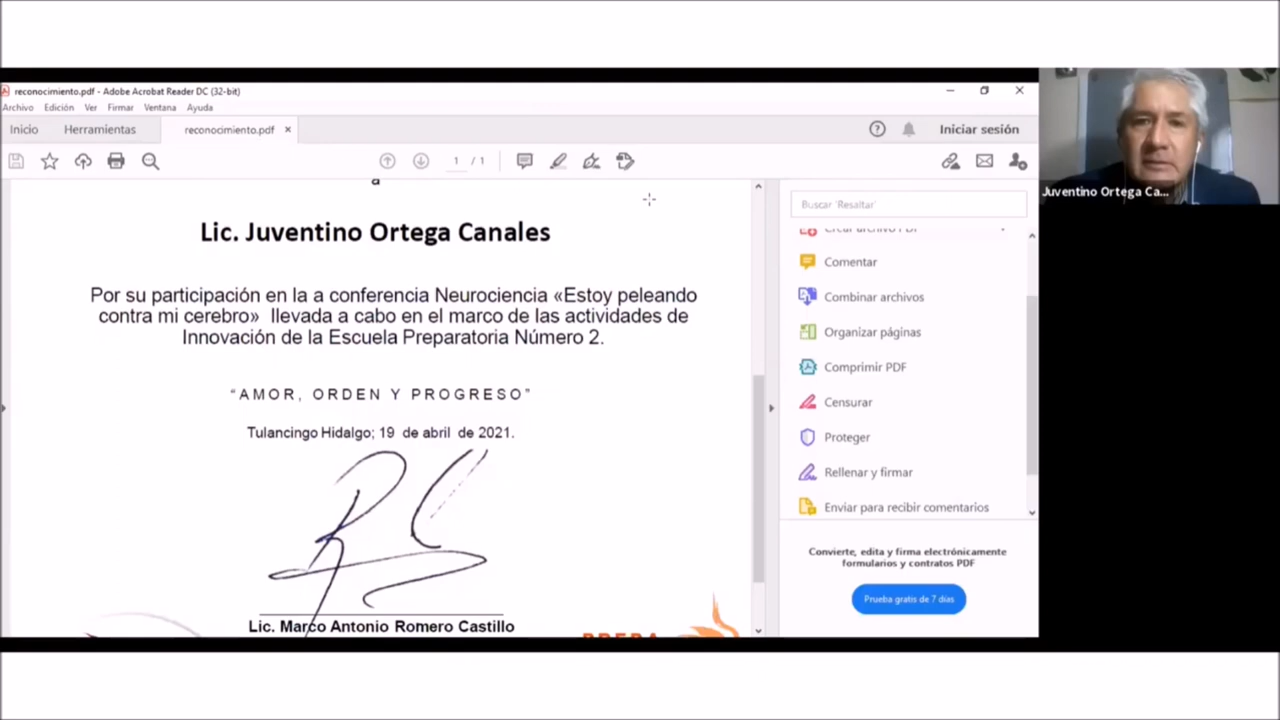 reconocimiento.pdf - Adobe Acrobat Reader DC (32-bit)
Archivo Edición Ver Firmar Ventana Ayuda
Inicio Herramientas reconocimiento.pdf × Iniciar sesión
1 / 1
a
Lic. Juventino Ortega Canales
Por su participación en la a conferencia Neurociencia «Estoy peleando
contra mi cerebro» llevada a cabo en el marco de las actividades de
Innovación de la Escuela Preparatoria Número 2.
“AMOR, ORDEN Y PROGRESO”
Tulancingo Hidalgo; 19 de abril de 2021.
Lic. Marco Antonio Romero Castillo
PREPA
Buscar 'Resaltar'
Crear archivo PDF
Comentar
Combinar archivos
Organizar páginas
Comprimir PDF
Censurar
Proteger
Rellenar y firmar
Enviar para recibir comentarios
Convierte, edita y firma electrónicamente
formularios y contratos PDF
Prueba gratis de 7 días
Juventino Ortega Ca...